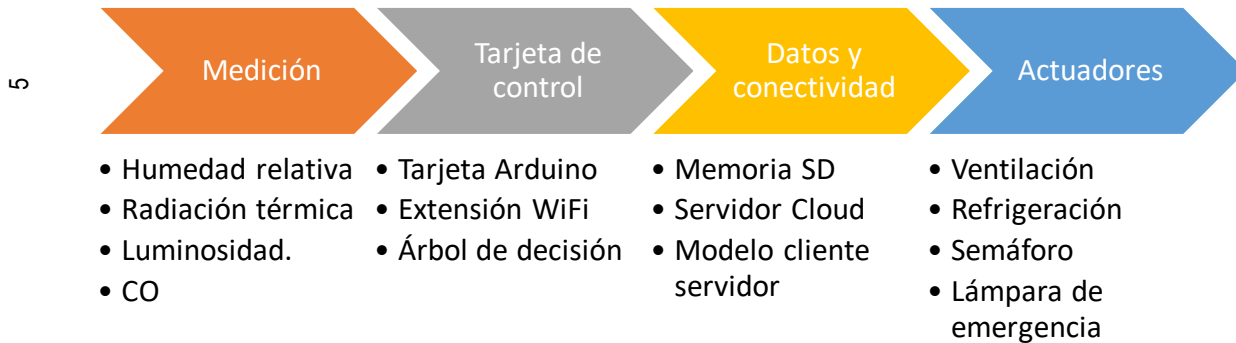 5
Medición
Tarjeta de
control
Datos y
conectividad
Actuadores
• Humedad relativa
• Radiación térmica
• Luminosidad.
• CO
• Tarjeta Arduino
• Extensión WiFi
• Árbol de decisión
• Memoria SD
• Servidor Cloud
• Modelo cliente
servidor
• Ventilación
• Refrigeración
• Semáforo
• Lámpara de
emergencia